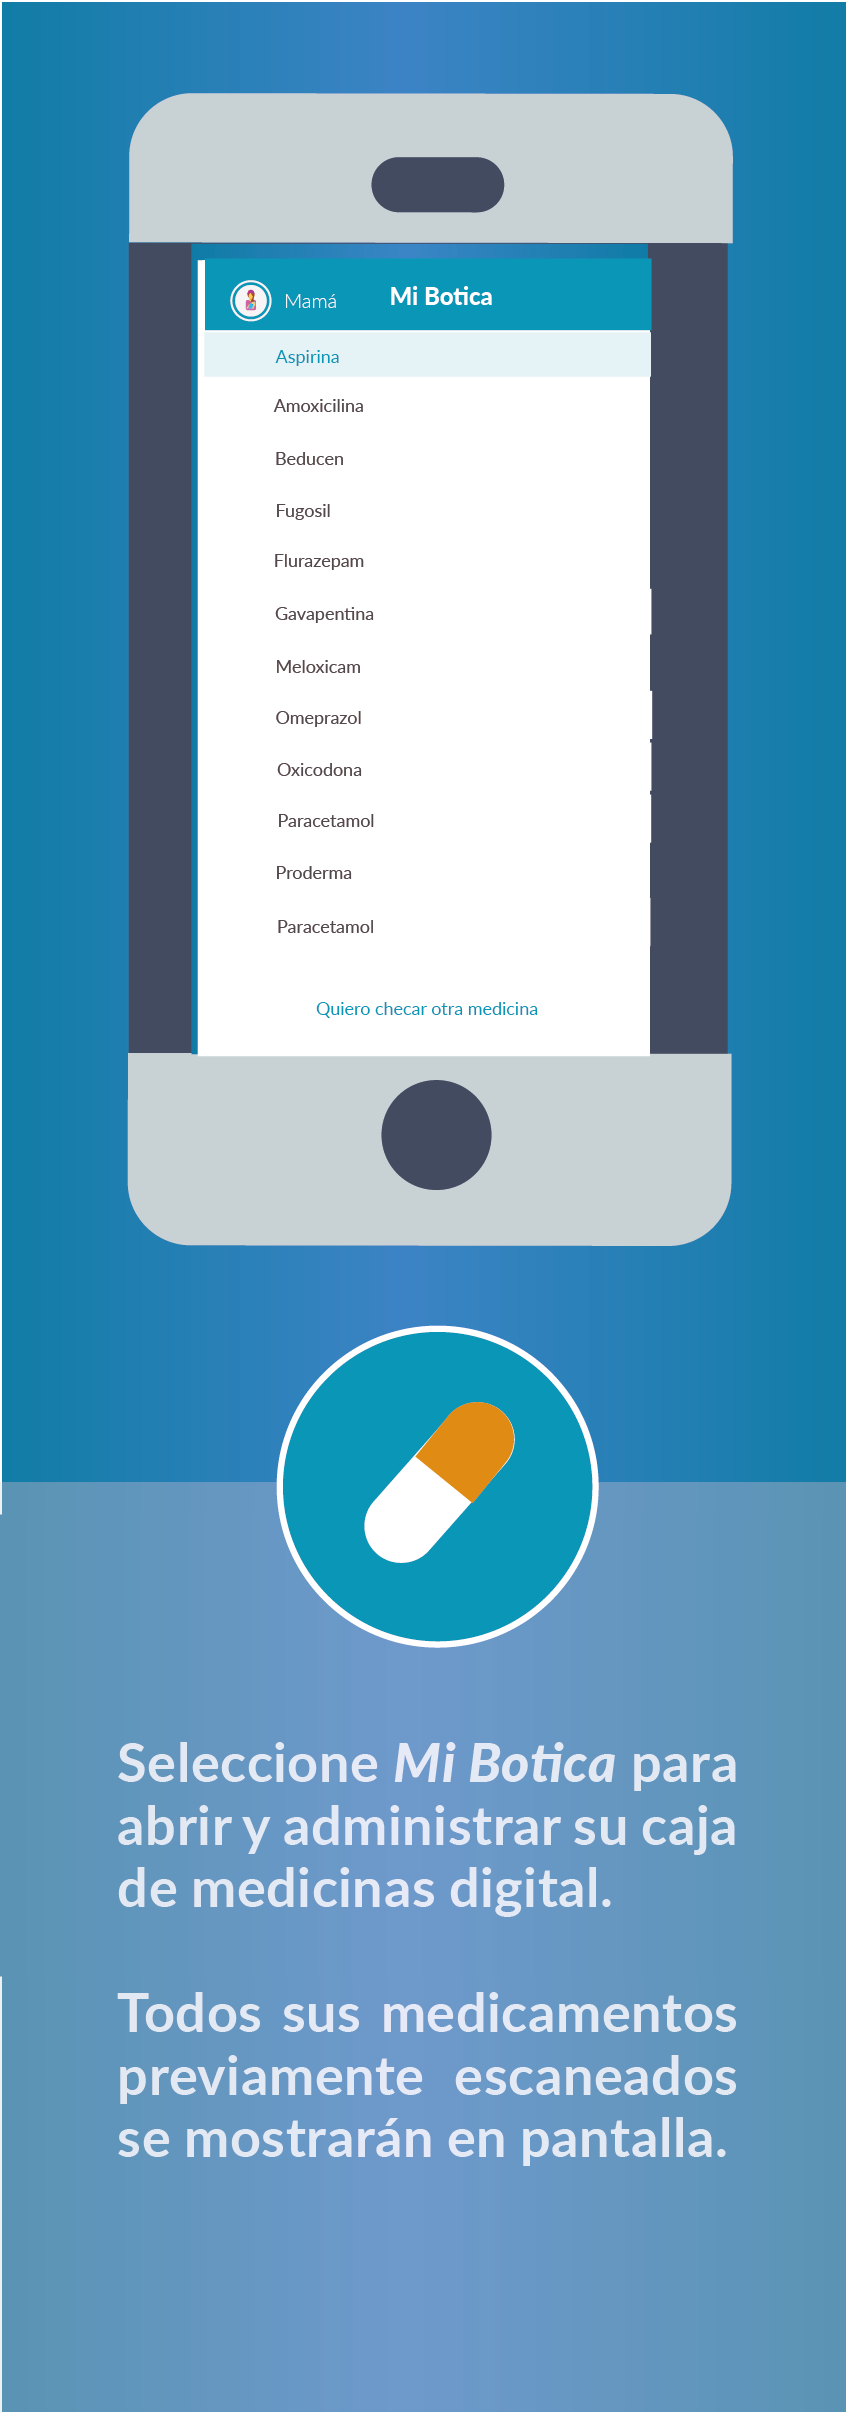 Mamá Mi Botica
Aspirina
Amoxicilina
Beducen
Fugosil
Flurazepam
Gavapentina
Meloxicam
Omeprazol
Oxicodona
Paracetamol
Proderma
Paracetamol
Quiero checar otra medicina
Seleccione Mi Botica para
abrir y administrar su caja
de medicinas digital.
Todos sus medicamentos
previamente escaneados
se mostrarán en pantalla.